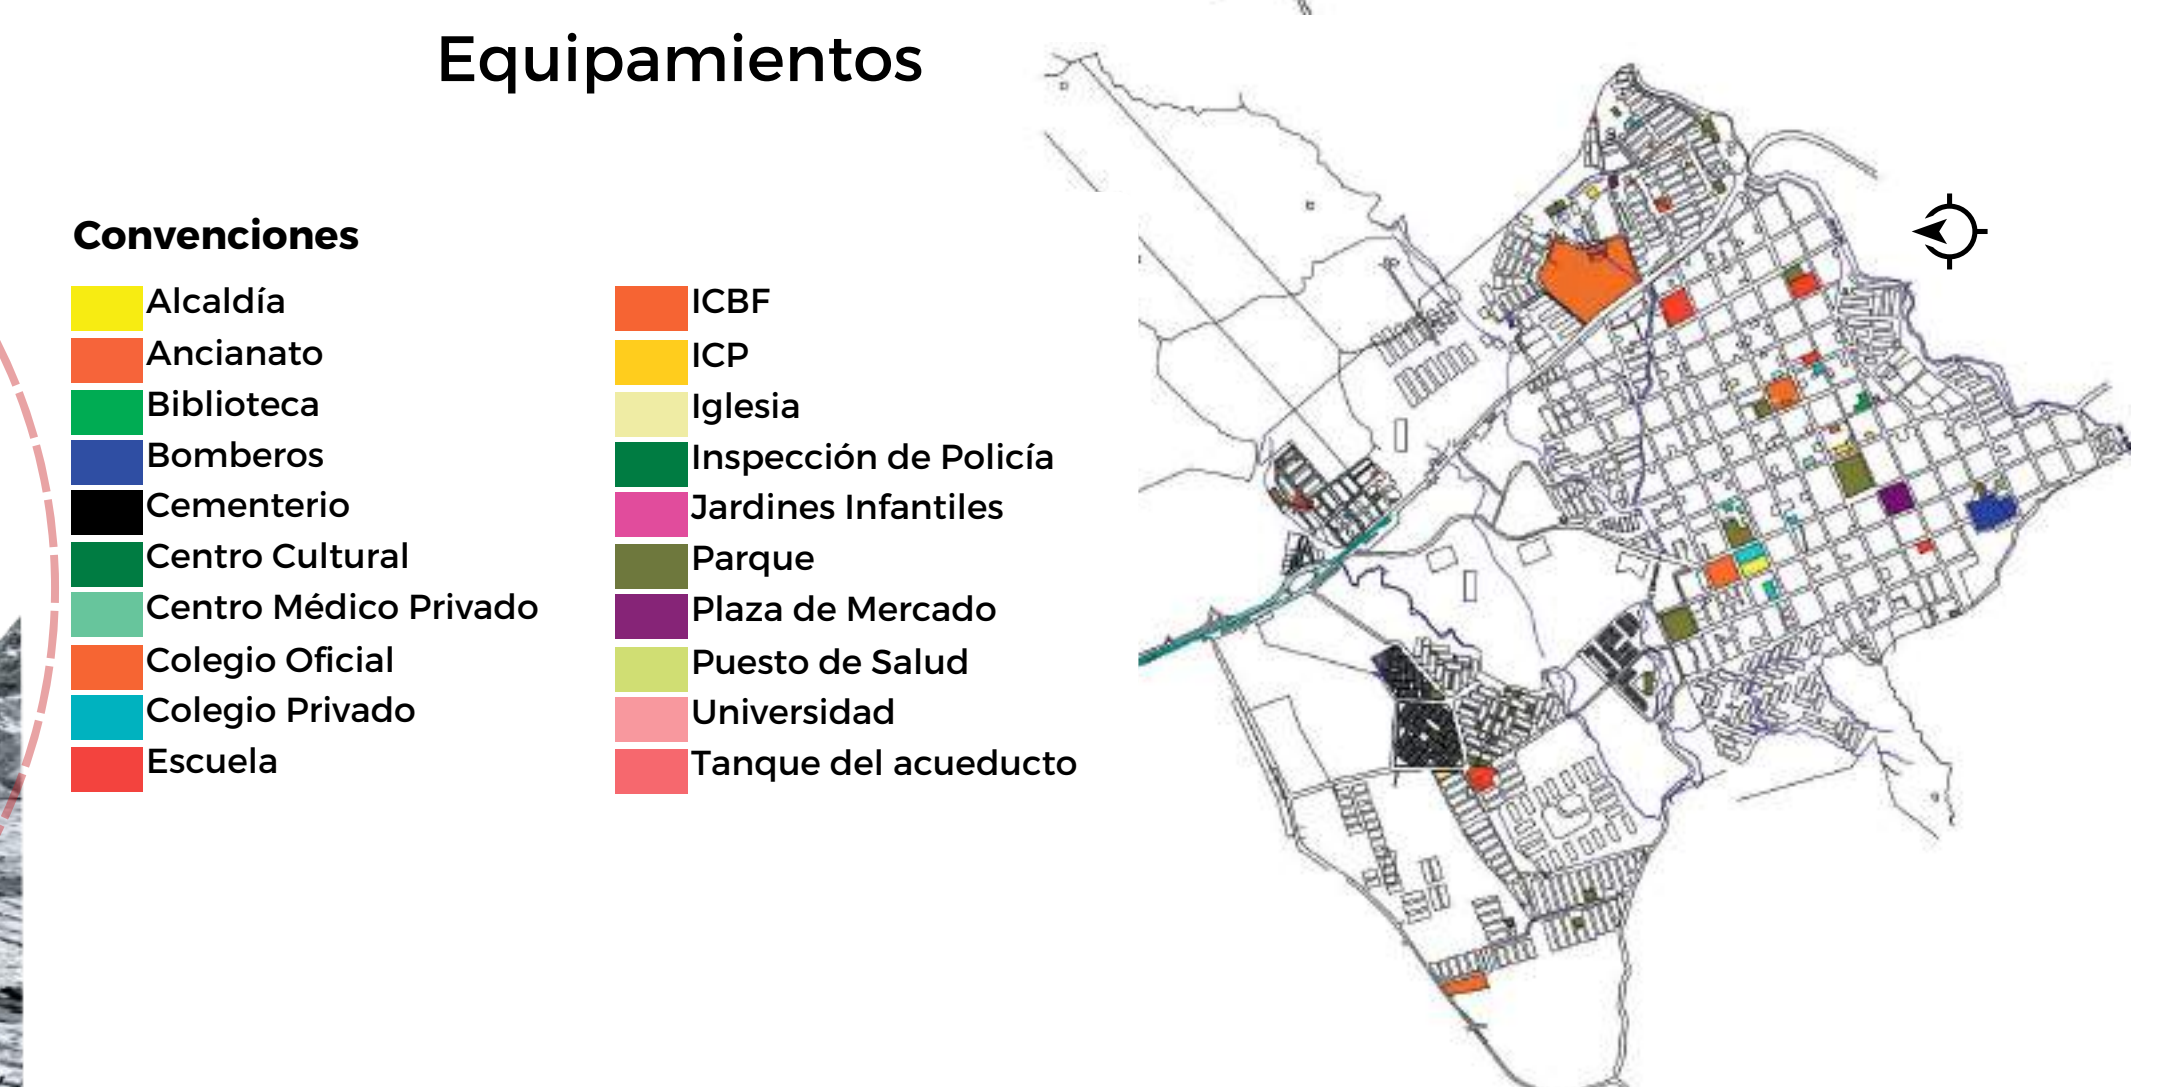 Equipamientos
Convenciones
Alcaldía
Ancianato
Biblioteca
Bomberos
Cementerio
Centro Cultural
Centro Médico Privado
Colegio Oficial
Colegio Privado
Escuela
ICBF
ICP
Iglesia
Inspección de Policía
Jardines Infantiles
Parque
Plaza de Mercado
Puesto de Salud
Universidad
Tanque del acueducto